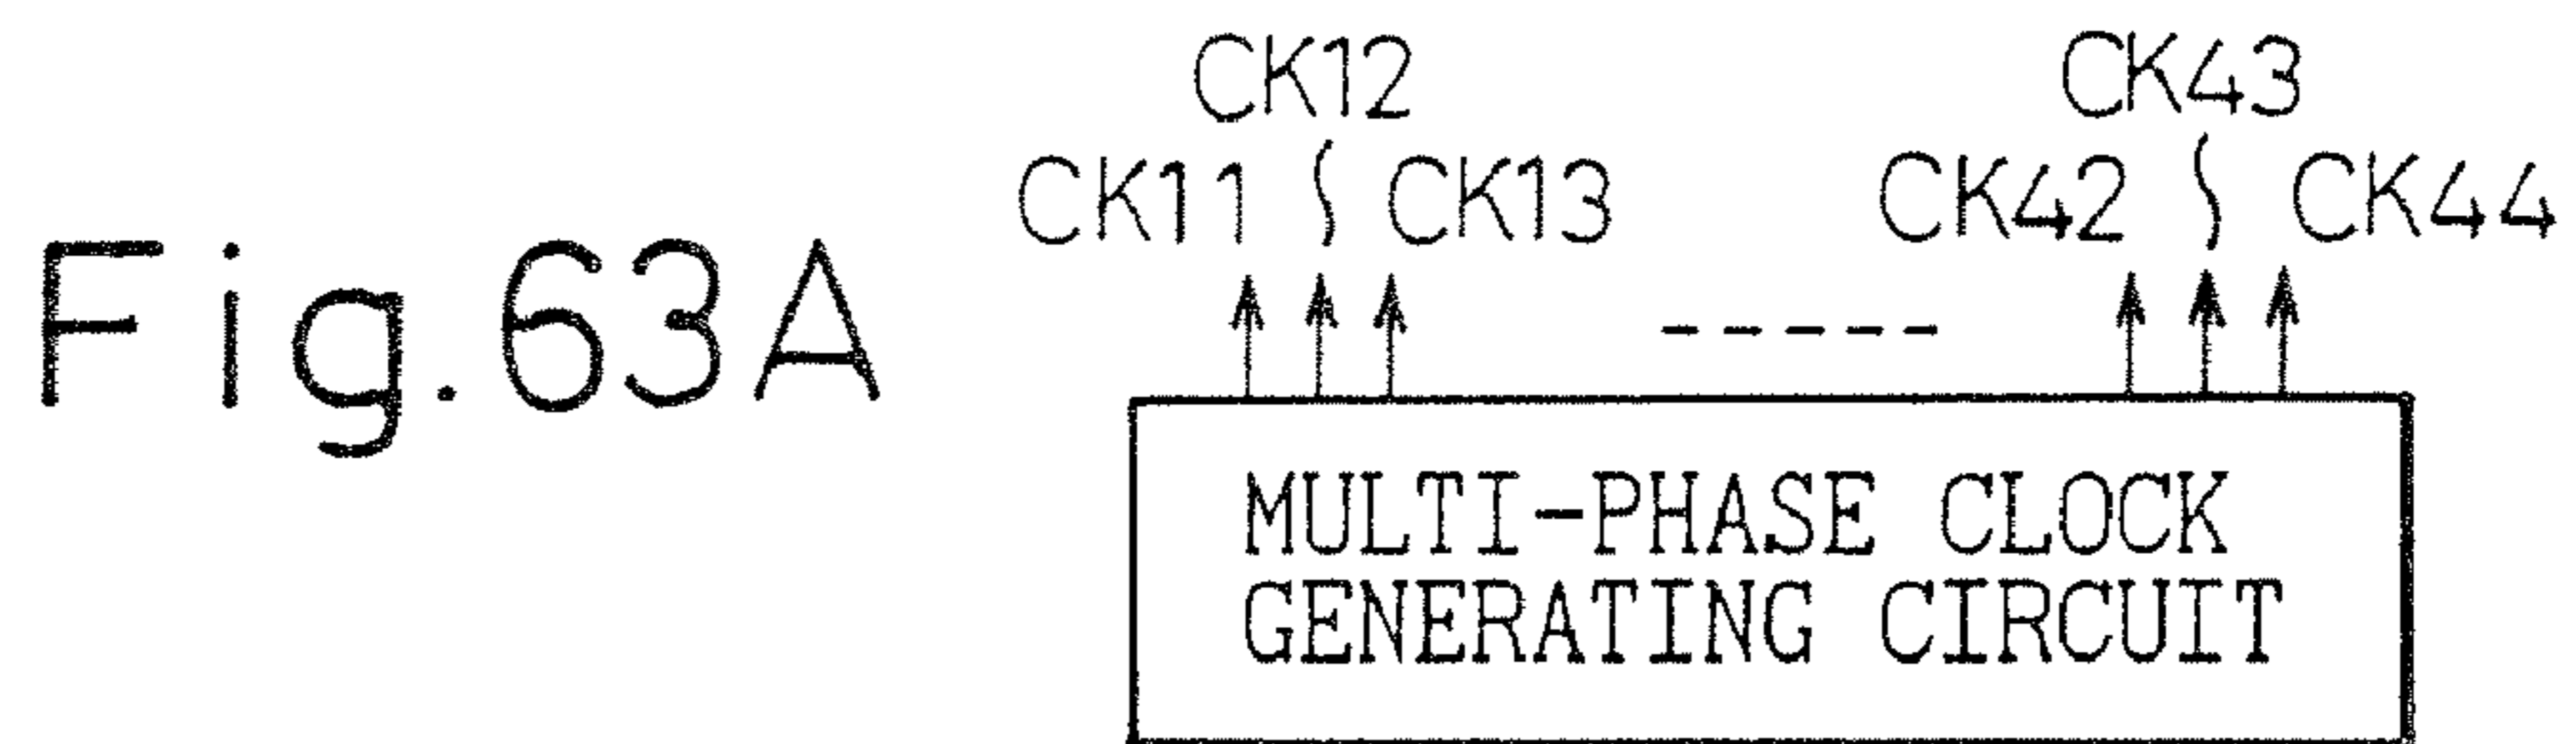 Fig.63A
CK12 CK43
CK11 CK13 CK42 CK44
MULTI-PHASE CLOCK
GENERATING CIRCUIT